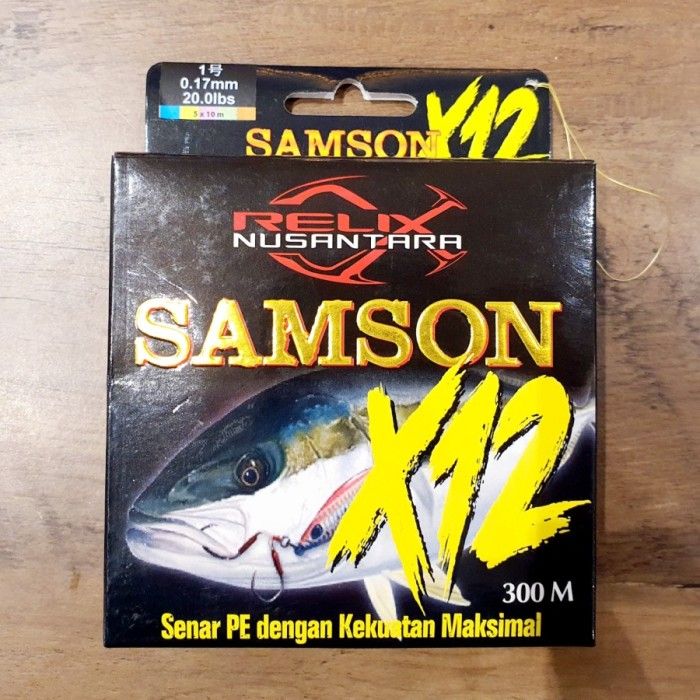 1号
0.17mm
20.0lbs
5 x 10 m
SAMSON X12
RELIX
NUSANTARA
SAMSON
X12
300 M
Senar PE dengan Kekuatan Maksimal